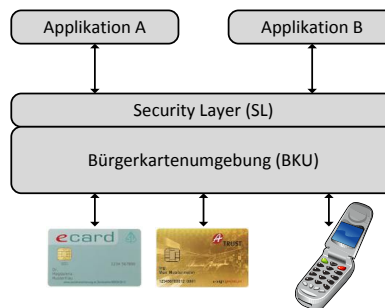 Applikation A
Applikation B
Security Layer (SL)
Bürgerkartenumgebung (BKU)
ecard
TRUST